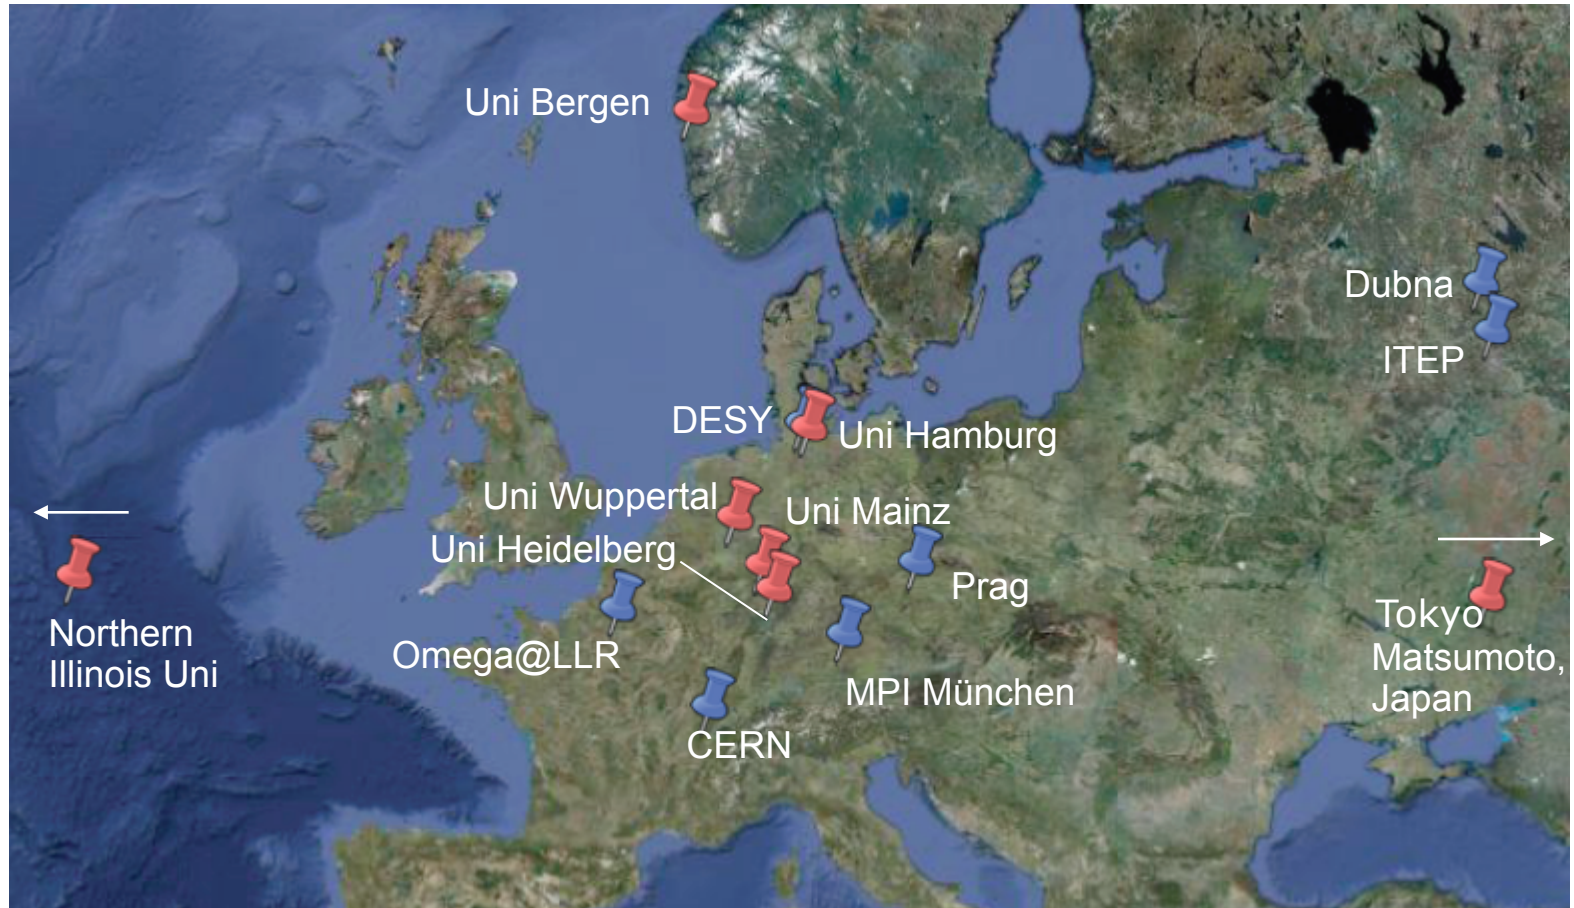 Uni Bergen
Dubna
ITEP
DESY
Uni Hamburg
Uni Wuppertal
Uni Mainz
Uni Heidelberg
Prag
Omega@LLR
MPI München
CERN
Northern
Illinois Uni
Tokyo
Matsumoto,
Japan